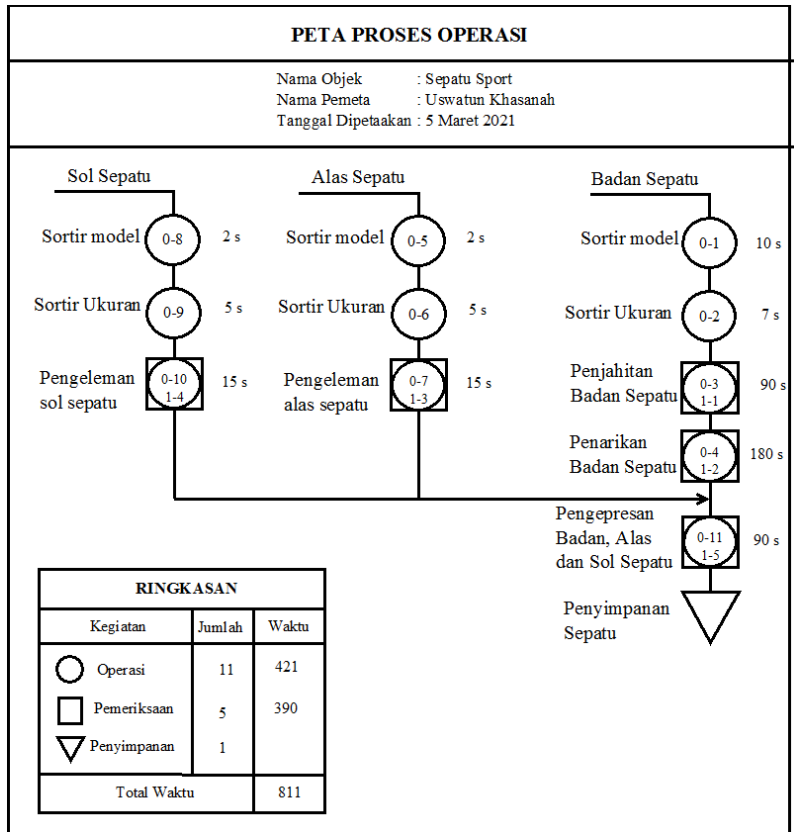 PETA PROSES OPERASI
Nama Objek : Sepatu Sport
Nama Pemeta : Uswatun Khasanah
Tanggal Dipetaakan : 5 Maret 2021
Sol Sepatu
Sortir model 0-8 2 s
Sortir Ukuran 0-9 5 s
Pengeleman
sol sepatu
0-10
1-4
15 s
Alas Sepatu
Sortir model 0-5 2 s
Sortir Ukuran 0-6 5 s
Pengeleman
alas sepatu
0-7
1-3
15 s
Badan Sepatu
Sortir model 0-1 10 s
Sortir Ukuran 0-2 7 s
Penjahitan
Badan Sepatu
0-3
1-1
90 s
Penarikan
Badan Sepatu
0-4
1-2
180 s
Pengepresan
Badan, Alas
dan Sol Sepatu
0-11
1-5
90 s
Penyimpanan
Sepatu
RINGKASAN
Kegiatan Jumlah Waktu
Operasi 11 421
Pemeriksaan 5 390
Penyimpanan 1
Total Waktu 811